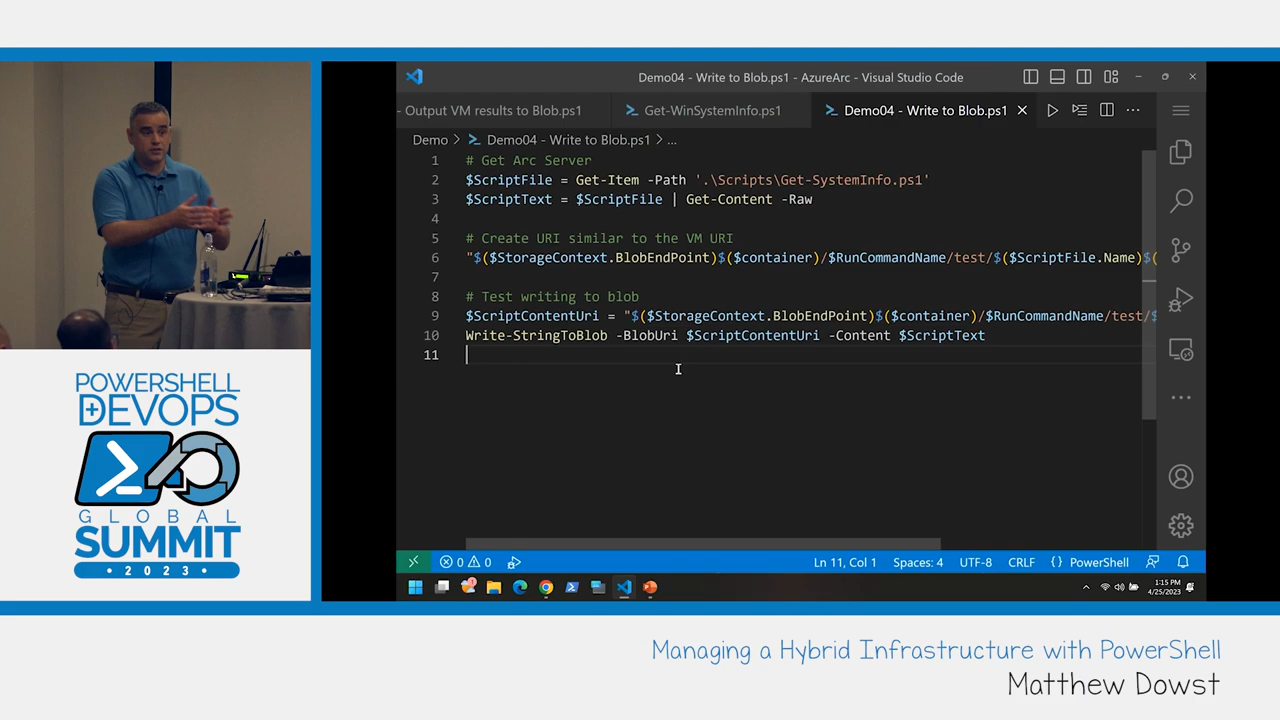 Demo04 - Write to Blob.ps1 - AzureArc - Visual Studio Code
- Output VM results to Blob.ps1
Get-WinSystemInfo.ps1
Demo04 - Write to Blob.ps1
Demo > Demo04 - Write to Blob.ps1 > ...
1 # Get Arc Server
2 $ScriptFile = Get-Item -Path '.\Scripts\Get-SystemInfo.ps1'
3 $ScriptText = $ScriptFile | Get-Content -Raw
4
5 # Create URI similar to the VM URI
6 "$($StorageContext.BlobEndPoint)$($container)/$RunCommandName/test/$($ScriptFile.Name)$(
7
8 # Test writing to blob
9 $ScriptContentUri = "$($StorageContext.BlobEndPoint)$($container)/$RunCommandName/test/$
10 Write-StringToBlob -BlobUri $ScriptContentUri -Content $ScriptText
11
0 0
Ln 11, Col 1
Spaces: 4
UTF-8
CRLF
{} PowerShell
1:15 PM
4/25/2023
POWERSHELL
+DEVOPS
GLOBAL
SUMMIT
• 2023 •
Managing a Hybrid Infrastructure with PowerShell
Matthew Dowst